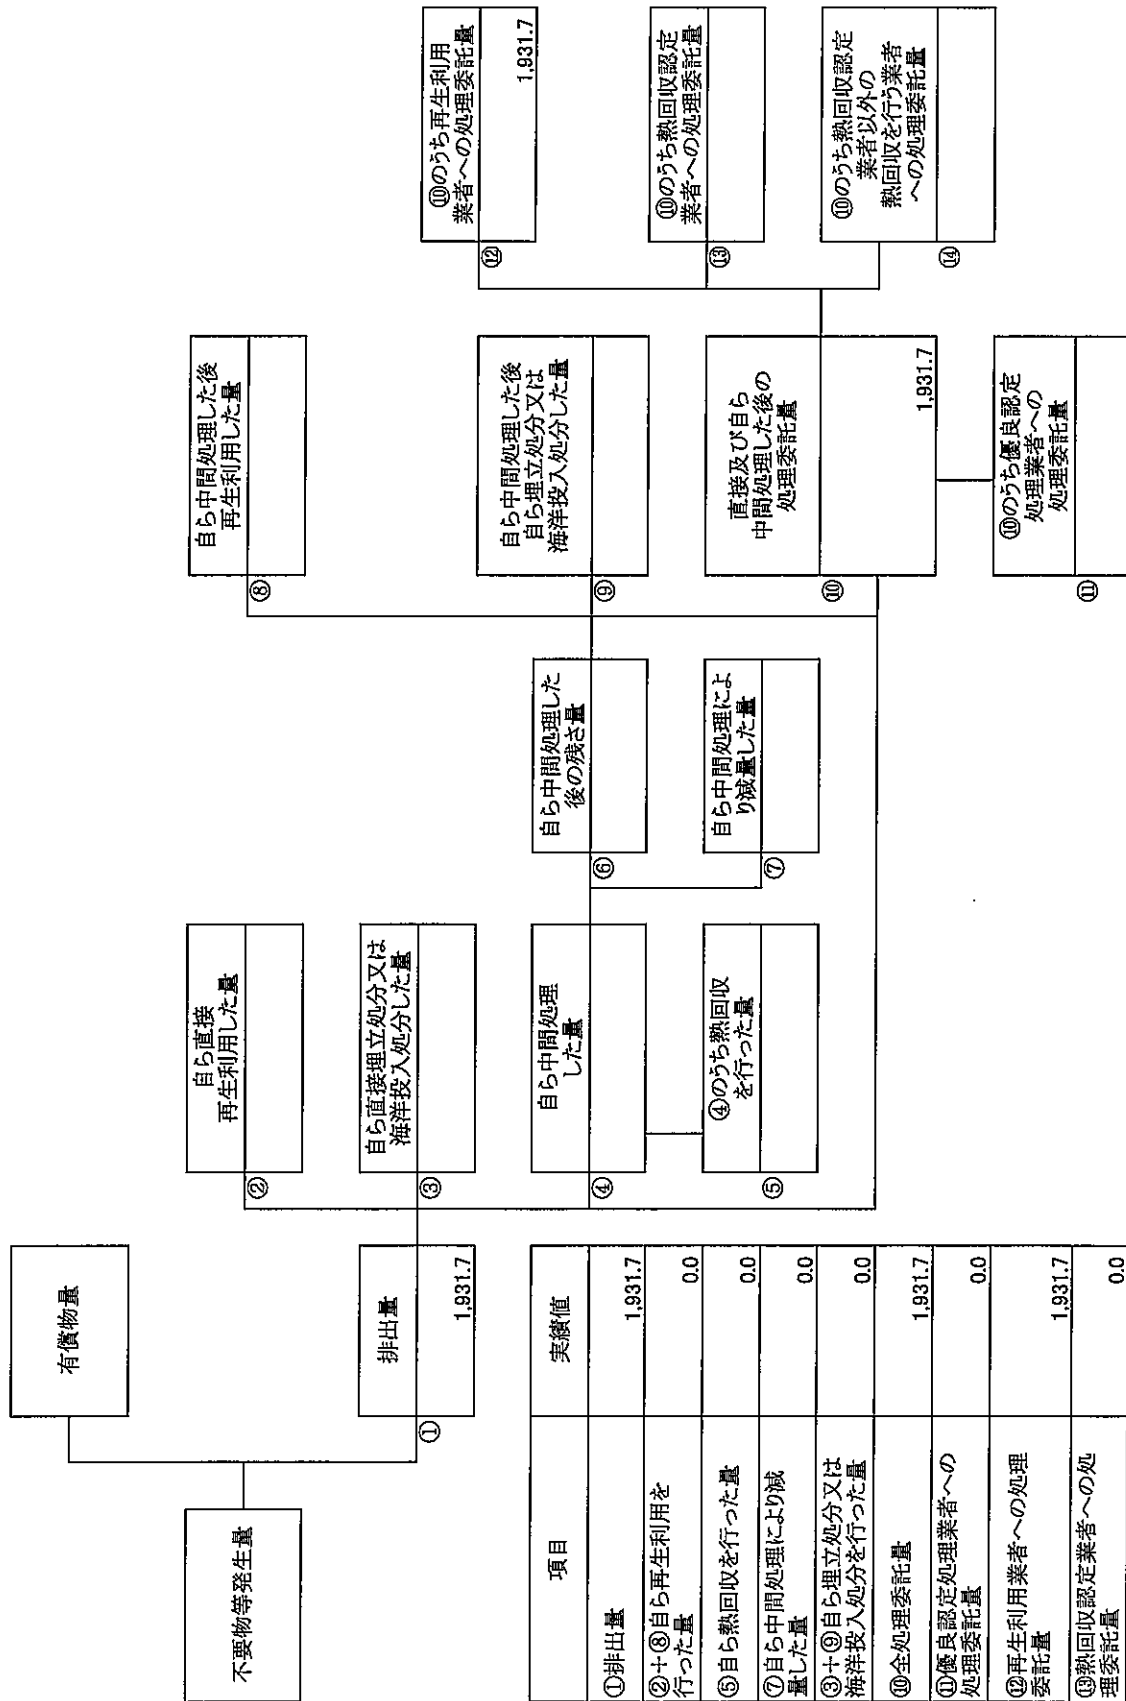 不要物等発生量
有償物量
①
排出量
1,931.7
②
自ら直接
再生利用した量
③
自ら直接埋立処分又は
海洋投入処分した量
④
自ら中間処理
した量
⑤
④のうち熱回収
を行った量
⑥
自ら中間処理した
後の残さ量
⑦
自ら中間処理によ
り減量した量
⑧
自ら中間処理した後
再生利用した量
⑨
自ら中間処理した後
自ら埋立処分又は
海洋投入処分した量
⑩
直接及び自ら
中間処理した後の
処理委託量
1,931.7
⑪
⑩のうち優良認定
処理業者への
処理委託量
⑫
⑩のうち再生利用
業者への処理委託量
1,931.7
⑬
⑩のうち熱回収認定
業者への処理委託量
⑭
⑩のうち熱回収認定
業者以外の
熱回収を行う業者
への処理委託量
項目 実績値
①排出量 1,931.7
②+⑧自ら再生利用を
行った量 0.0
⑤自ら熱回収を行った量 0.0
⑦自ら中間処理により減
量した量 0.0
③+⑨自ら埋立処分又は
海洋投入処分を行った量 0.0
⑩全処理委託量 1,931.7
⑪優良認定処理業者への
処理委託量 0.0
⑫再生利用業者への処理
委託量 1,931.7
⑬熱回収認定業者への処
理委託量 0.0